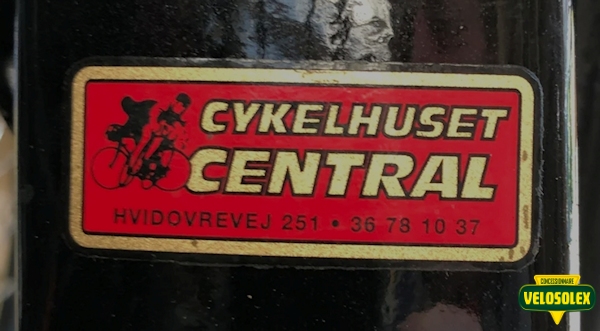 CYKELHUSET
CENTRAL
HVIDOVREVEJ 251 • 36 78 10 37
CONCESSIONNAIRE
VELOSOLEX